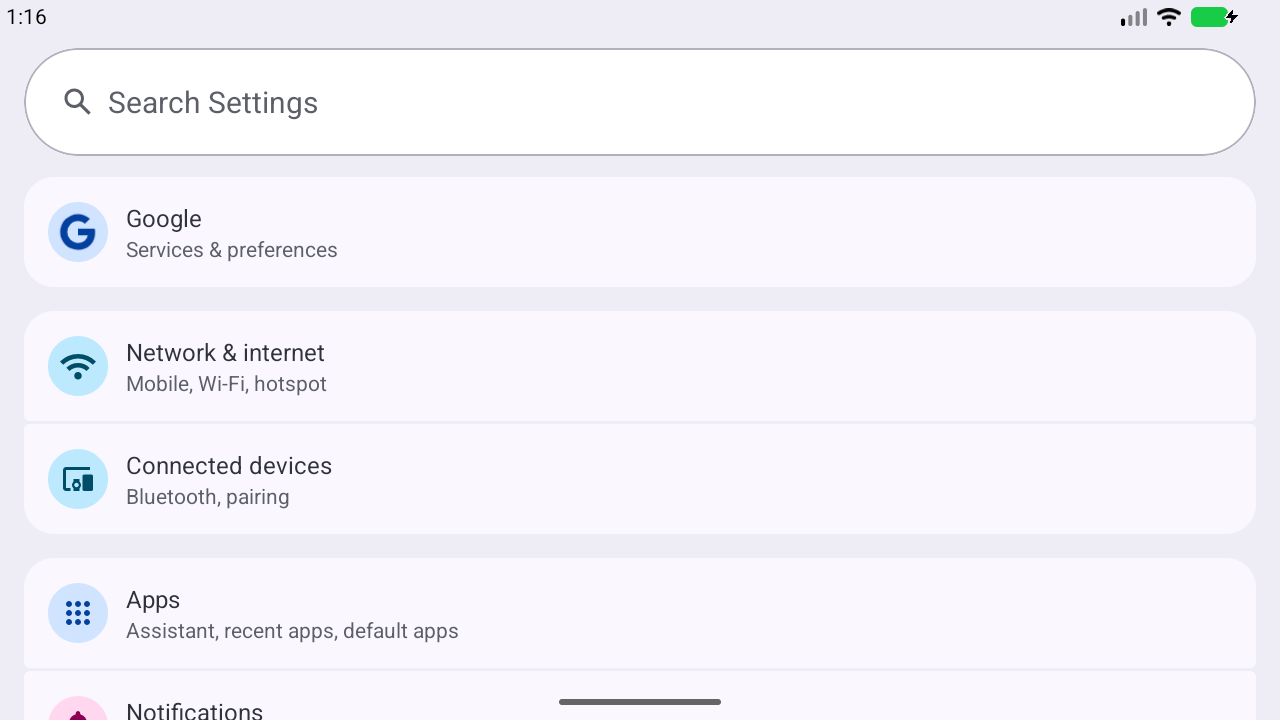 1:16
Search Settings
Google
Services & preferences
Network & internet
Mobile, Wi-Fi, hotspot
Connected devices
Bluetooth, pairing
Apps
Assistant, recent apps, default apps
Notifications